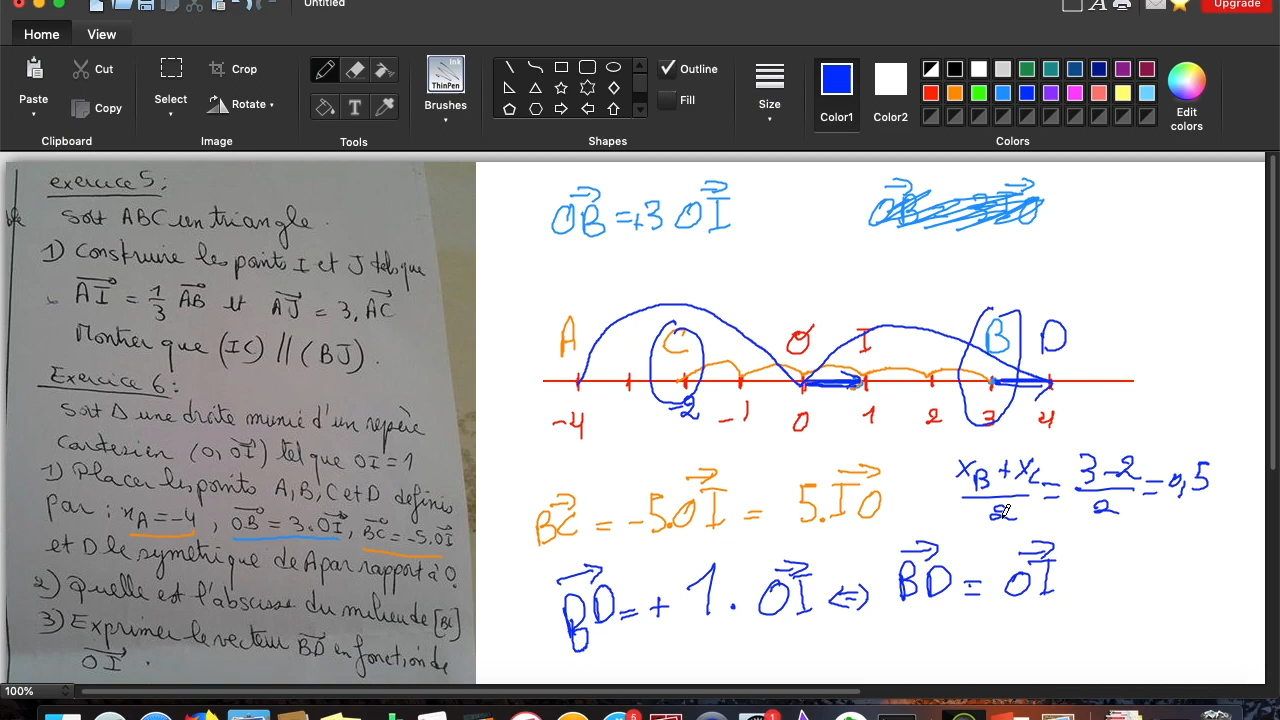 Untitled
Upgrade
Home View
Paste Cut Copy Select Crop Rotate Brushes Outline Fill Size Color1 Color2 Edit colors
Ink ThinPen
Clipboard Image Tools Shapes Colors
exercice 5:
Soit ABC un triangle.
1) Construire les points I et J tels que
AI = 1/3 AB et AJ = 3. AC
Montrer que (IC) // (BJ).
Exercice 6:
Soit D une droite munie d'un repère
cartesien (O, OI) tel que OI = 1
1) Placer les points A, B, C et D definis
par : xA = -4, OB = 3.OI, BC = -5.OI
et D le symetrique de A par rapport à O.
2) Quelle est l'abscisse du milieu de [BC]
3) Exprimer le vecteur BD en fonction de
OI.
OB = +3 OI
A C O I B D
-4 -2 -1 0 1 2 3 4
BC = -5.OI = 5.IO
xB + xC / 2 = 3-2 / 2 = 0,5
BD = + 1 . OI ⇔ BD = OI
100%